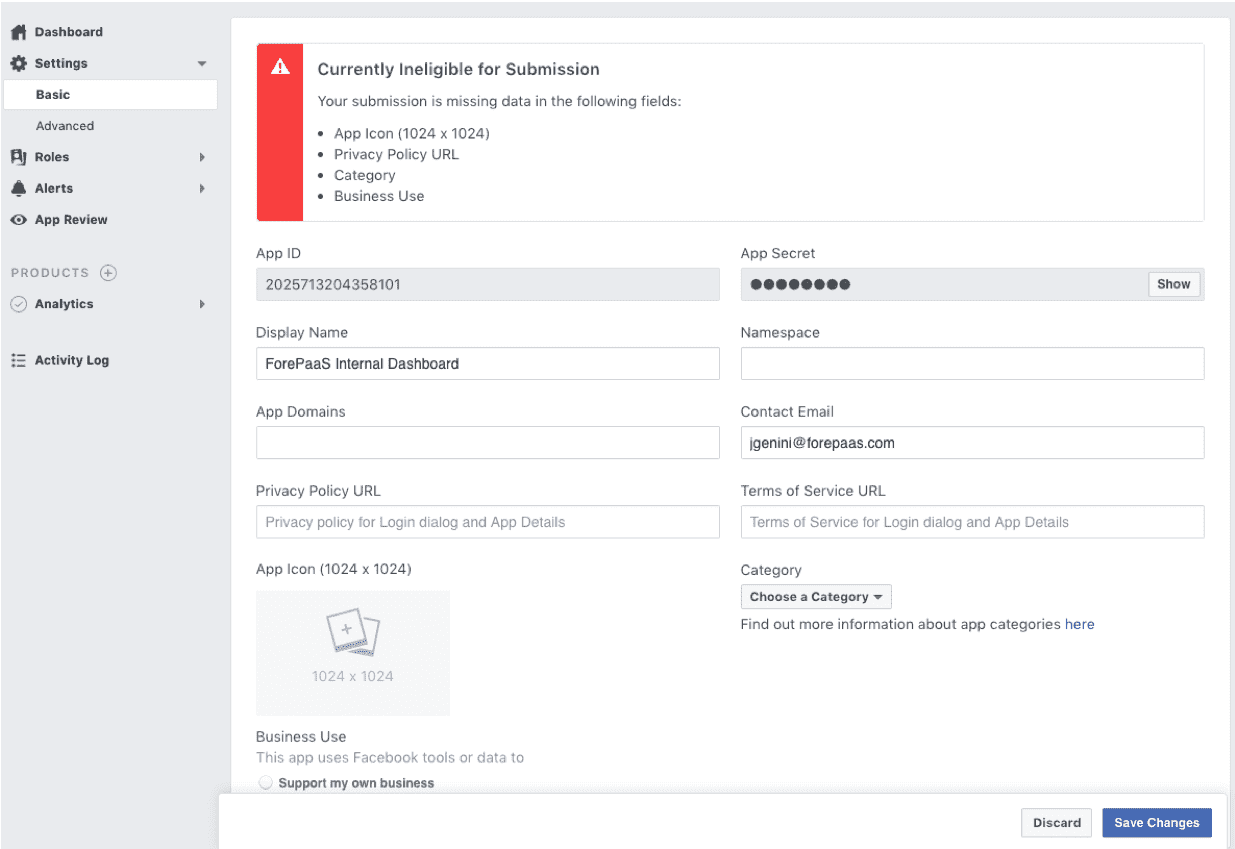 Dashboard
Settings
Basic
Advanced
Roles
Alerts
App Review
PRODUCTS
Analytics
Activity Log
Currently Ineligible for Submission
Your submission is missing data in the following fields:
App Icon (1024 x 1024)
Privacy Policy URL
Category
Business Use
App ID
App Secret
2025713204358101
Show
Display Name
Namespace
ForePaaS Internal Dashboard
App Domains
Contact Email
jgenini@forepaas.com
Privacy Policy URL
Terms of Service URL
Privacy policy for Login dialog and App Details
Terms of Service for Login dialog and App Details
App Icon (1024 x 1024)
Category
Choose a Category
Find out more information about app categories here
1024 x 1024
Business Use
This app uses Facebook tools or data to
Support my own business
Discard
Save Changes